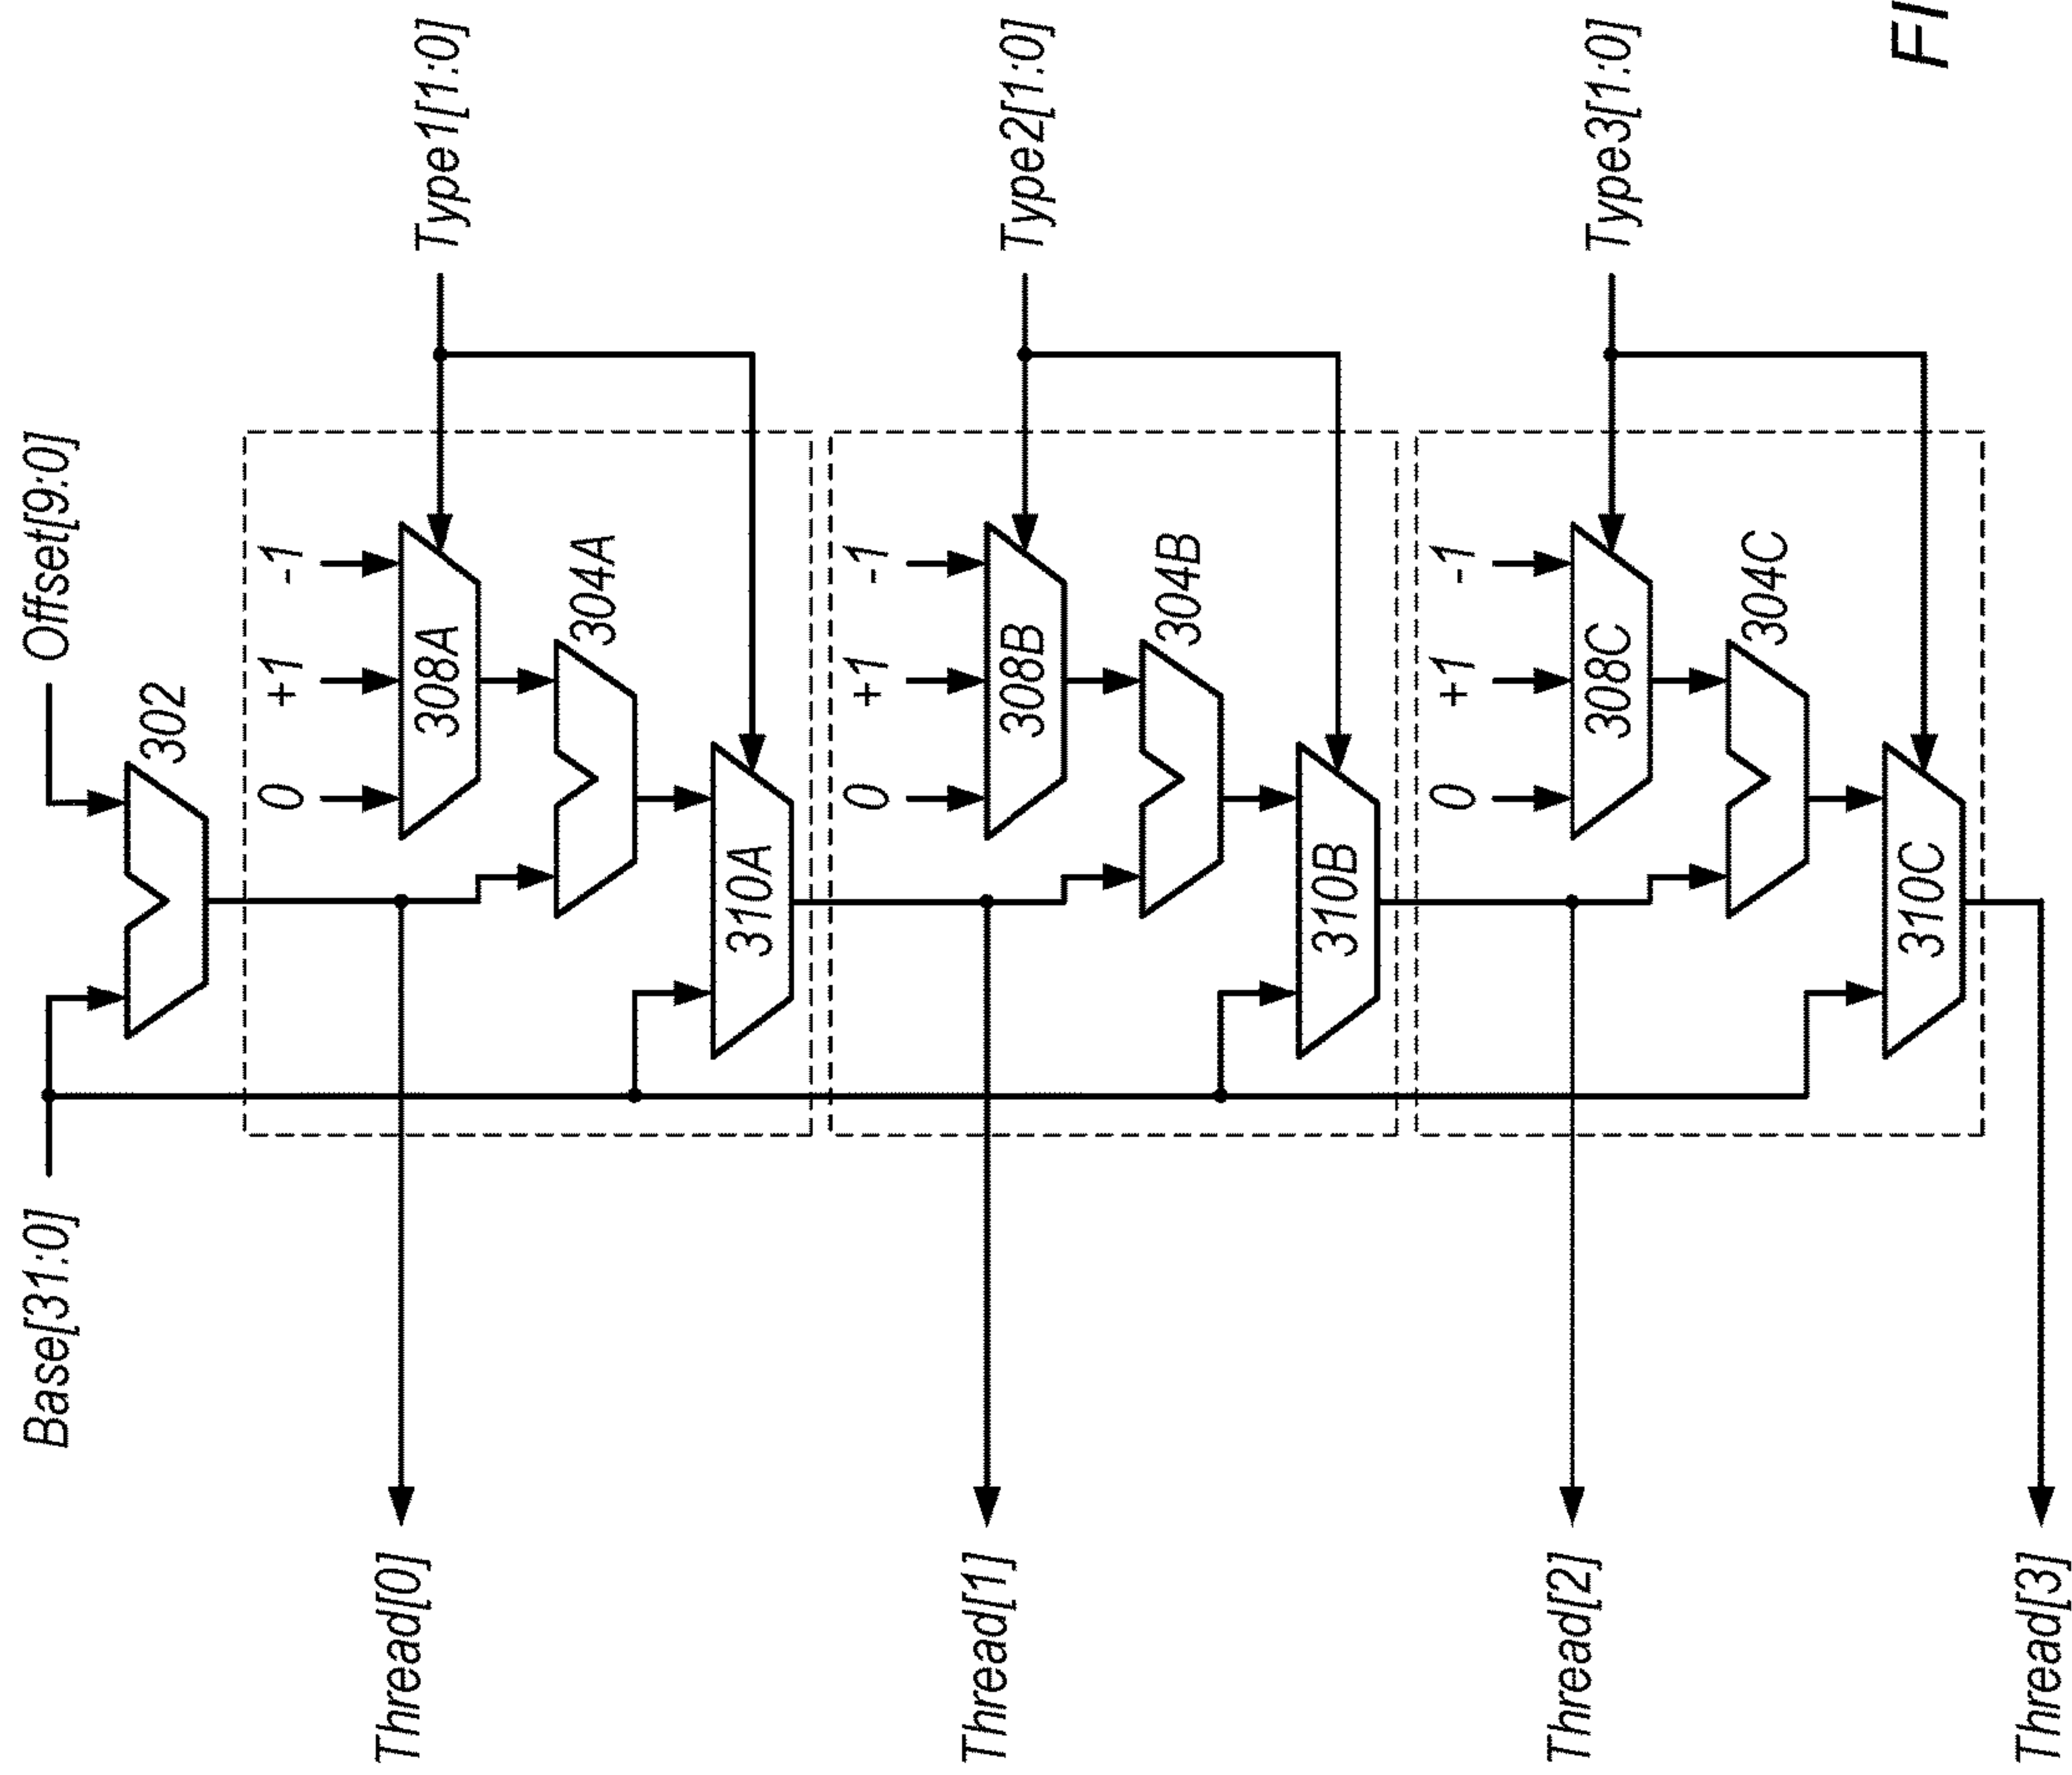 Base[31:0]
Offset[9:0]
302
0
+1
-1
Type1[1:0]
308A
304A
310A
Thread[0]
0
+1
-1
Type2[1:0]
308B
304B
310B
Thread[1]
0
+1
-1
Type3[1:0]
308C
304C
310C
Thread[2]
Thread[3]
FI